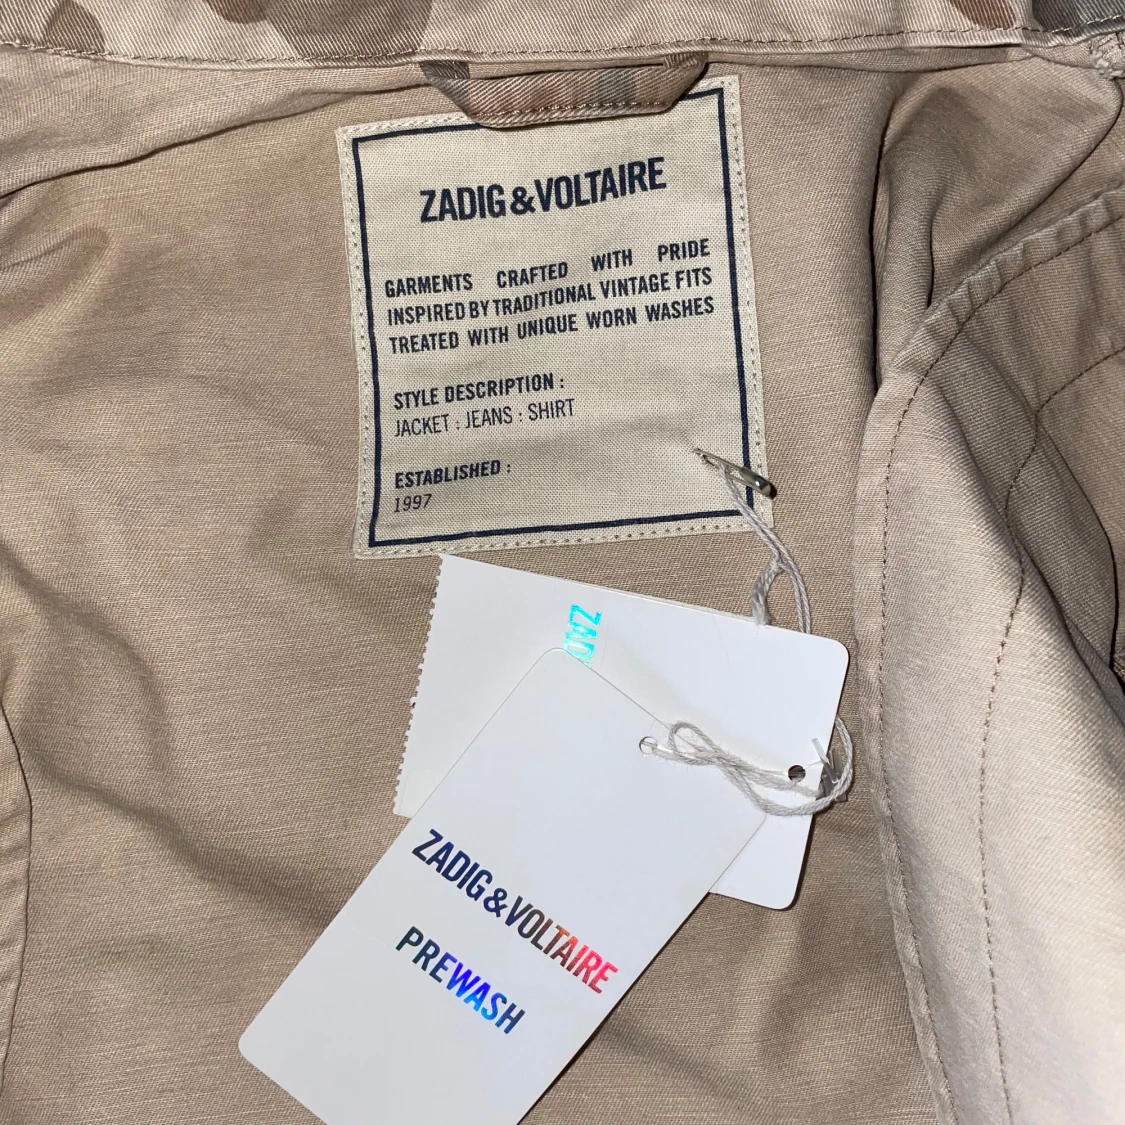 ZADIG&VOLTAIRE
GARMENTS CRAFTED WITH PRIDE
INSPIRED BY TRADITIONAL VINTAGE FITS
TREATED WITH UNIQUE WORN WASHES
STYLE DESCRIPTION :
JACKET : JEANS : SHIRT
ESTABLISHED :
1997
ZADIG&VOLTAIRE
PREWASH